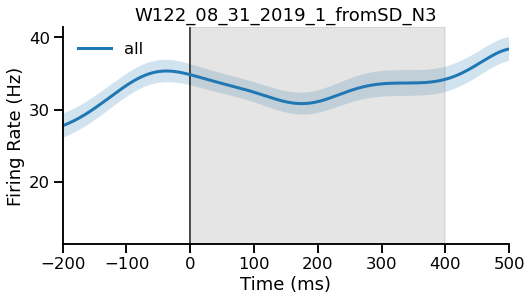 W122_08_31_2019_1_fromSD_N3
all
Firing Rate (Hz)
40
30
20
−200 −100 0 100 200 300 400 500
Time (ms)